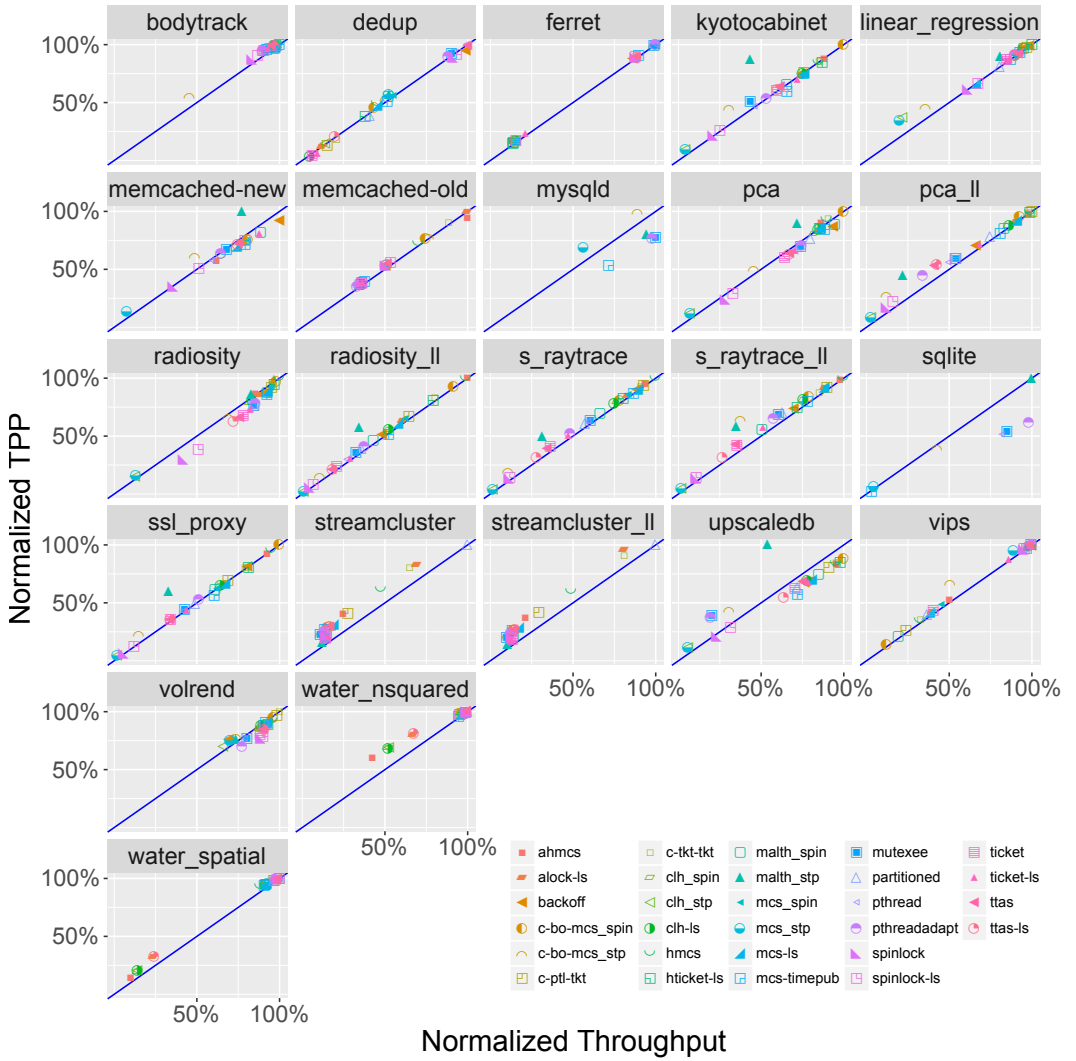 bodytrack dedup ferret kyotocabinet linear_regression
100%
50%
memcached-new memcached-old mysqld pca pca_ll
100%
50%
radiosity radiosity_ll s_raytrace s_raytrace_ll sqlite
100%
50%
ssl_proxy streamcluster streamcluster_ll upscaledb vips
100%
50%
50% 100% 50% 100% 50% 100%
volrend water_nsquared
100%
50%
50% 100%
water_spatial
100%
50%
50% 100%
Normalized TPP
Normalized Throughput
ahmcs c-tkt-tkt malth_spin mutexee ticket
alock-ls clh_spin malth_stp partitioned ticket-ls
backoff clh_stp mcs_spin pthread ttas
c-bo-mcs_spin clh-ls mcs_stp pthreadadapt ttas-ls
c-bo-mcs_stp hmcs mcs-ls spinlock
c-ptl-tkt hticket-ls mcs-timepub spinlock-ls